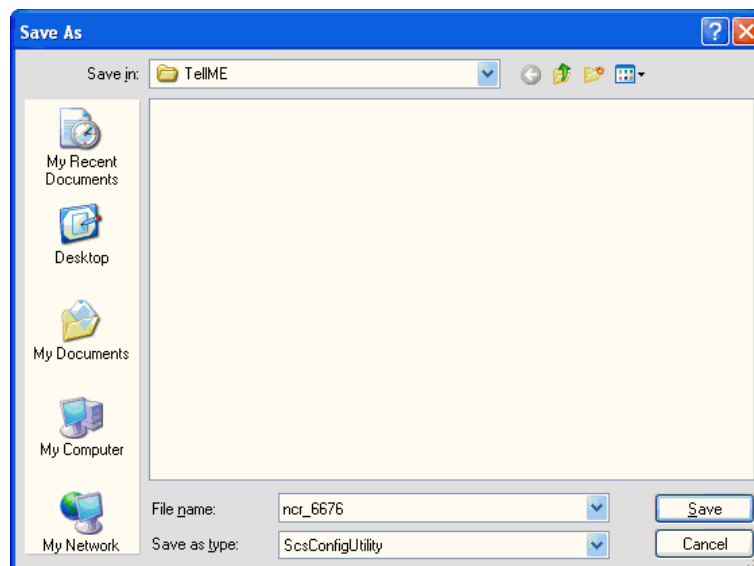 Save As
?
Save in: TellME
My Recent
Documents
Desktop
My Documents
My Computer
My Network
File name: ncr_6676
Save
Save as type: ScsConfigUtility
Cancel